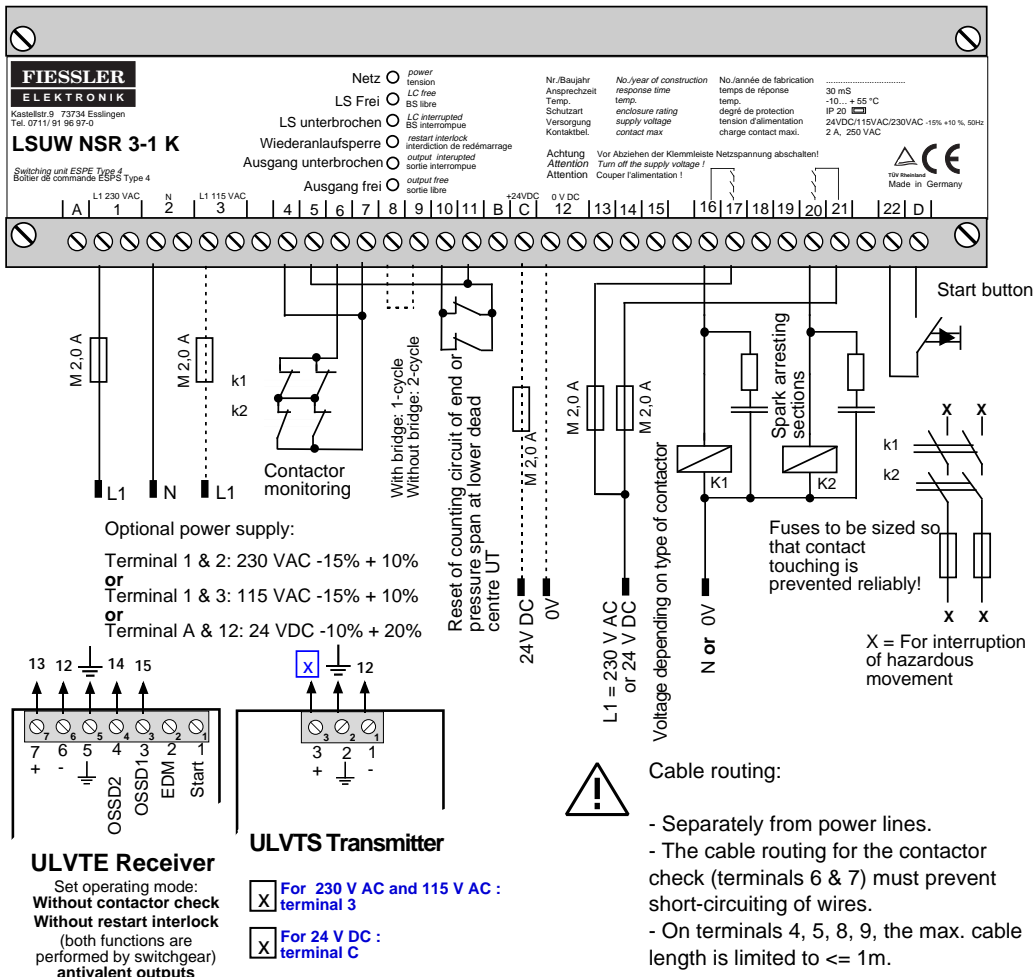 FIESSLER
ELEKTRONIK
Kastellstr.9 73734 Esslingen
Tel. 0711/ 91 96 97-0
LSUW NSR 3-1 K
Switching unit ESPE Type 4
Boîtier de commande ESPS Type 4
Netz power
tension
LS Frei LC free
BS libre
LS unterbrochen LC interrupted
BS interrompue
Wiederanlaufsperre restart interlock
interdiction de redémarrage
Ausgang unterbrochen output interupted
sortie interrompue
Ausgang frei output free
sortie libre
Nr./Baujahr No./year of construction No./année de fabrication ................................
Ansprechzeit response time temps de réponse 30 mS
Temp. temp. temp. -10... + 55 °C
Schutzart enclosure rating degré de protection IP 20
Versorgung supply voltage tension d'alimentation 24VDC/115VAC/230VAC -15% +10 %, 50Hz
Kontaktbel. contact max charge contact maxi. 2 A, 250 VAC
Achtung Vor Abziehen der Klemmleiste Netzspannung abschalten!
Attention Turn off the supply voltage !
Attention Couper l'alimentation !
TÜV Rheinland
CE
Made in Germany
L1 230 VAC N L1 115 VAC +24VDC 0 V DC
A 1 2 3 4 5 6 7 8 9 10 11 B C 12 13 14 15 16 17 18 19 20 21 22 D
Start button
M 2,0 A
M 2,0 A
k1
k2
Contactor
monitoring
With bridge: 1-cycle
Without bridge: 2-cycle
Reset of counting circuit of end or
pressure span at lower dead
centre UT
M 2,0 A
M 2,0 A
M 2,0 A
Spark arresting
sections
K1
K2
X X
k1
k2
X X
L1 N L1
24V DC
0V
L1 = 230 V AC
or 24 V DC
Voltage depending on type of contactor
N or 0V
Fuses to be sized so
that contact
touching is
prevented reliably!
X = For interruption
of hazardous
movement
Optional power supply:
Terminal 1 & 2: 230 VAC -15% + 10%
or
Terminal 1 & 3: 115 VAC -15% + 10%
or
Terminal A & 12: 24 VDC -10% + 20%
13 12 14 15
7 6 5 4 3 2 1
7 6 5 4 3 2 1
+ -
OSSD2
OSSD1
EDM
Start
ULVTE Receiver
Set operating mode:
Without contactor check
Without restart interlock
(both functions are
performed by switchgear)
antivalent outputs
X 12
3 2 1
3 2 1
+ -
ULVTS Transmitter
X For 230 V AC and 115 V AC :
terminal 3
X For 24 V DC :
terminal C
Cable routing:
- Separately from power lines.
- The cable routing for the contactor
check (terminals 6 & 7) must prevent
short-circuiting of wires.
- On terminals 4, 5, 8, 9, the max. cable
length is limited to <= 1m.